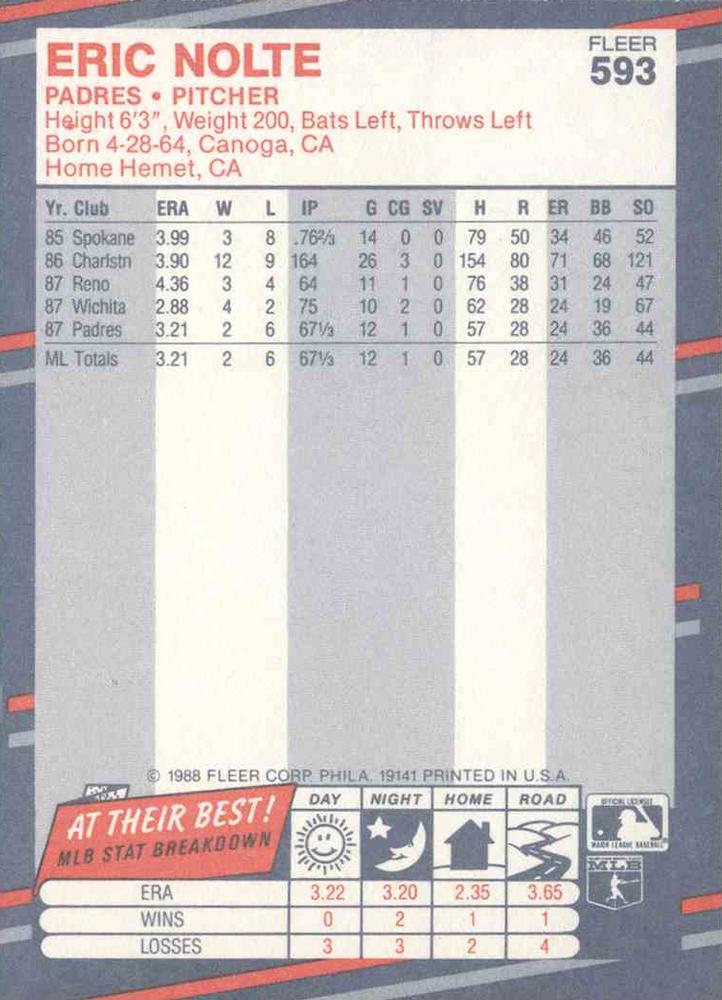 ERIC NOLTE
FLEER
593
PADRES • PITCHER
Height 6'3", Weight 200, Bats Left, Throws Left
Born 4-28-64, Canoga, CA
Home Hemet, CA
Yr. Club ERA W L IP G CG SV H R ER BB SO
85 Spokane 3.99 3 8 .76⅔ 14 0 0 79 50 34 46 52
86 Charlstn 3.90 12 9 164 26 3 0 154 80 71 68 121
87 Reno 4.36 3 4 64 11 1 0 76 38 31 24 47
87 Wichita 2.88 4 2 75 10 2 0 62 28 24 19 67
87 Padres 3.21 2 6 67⅓ 12 1 0 57 28 24 36 44
ML Totals 3.21 2 6 67⅓ 12 1 0 57 28 24 36 44
© 1988 FLEER CORP. PHILA. 19141 PRINTED IN U.S.A.
AT THEIR BEST!
MLB STAT BREAKDOWN
DAY NIGHT HOME ROAD
ERA 3.22 3.20 2.35 3.65
WINS 0 2 1 1
LOSSES 3 3 2 4
OFFICIAL LICENSEE
MAJOR LEAGUE BASEBALL
MLB